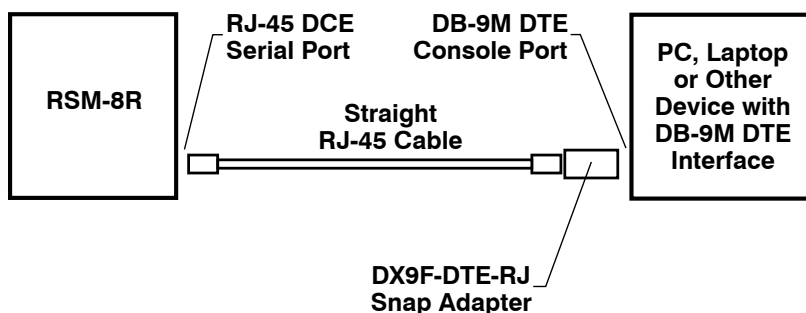 RSM-8R
RJ-45 DCE
Serial Port
DB-9M DTE
Console Port
Straight
RJ-45 Cable
PC, Laptop
or Other
Device with
DB-9M DTE
Interface
DX9F-DTE-RJ
Snap Adapter